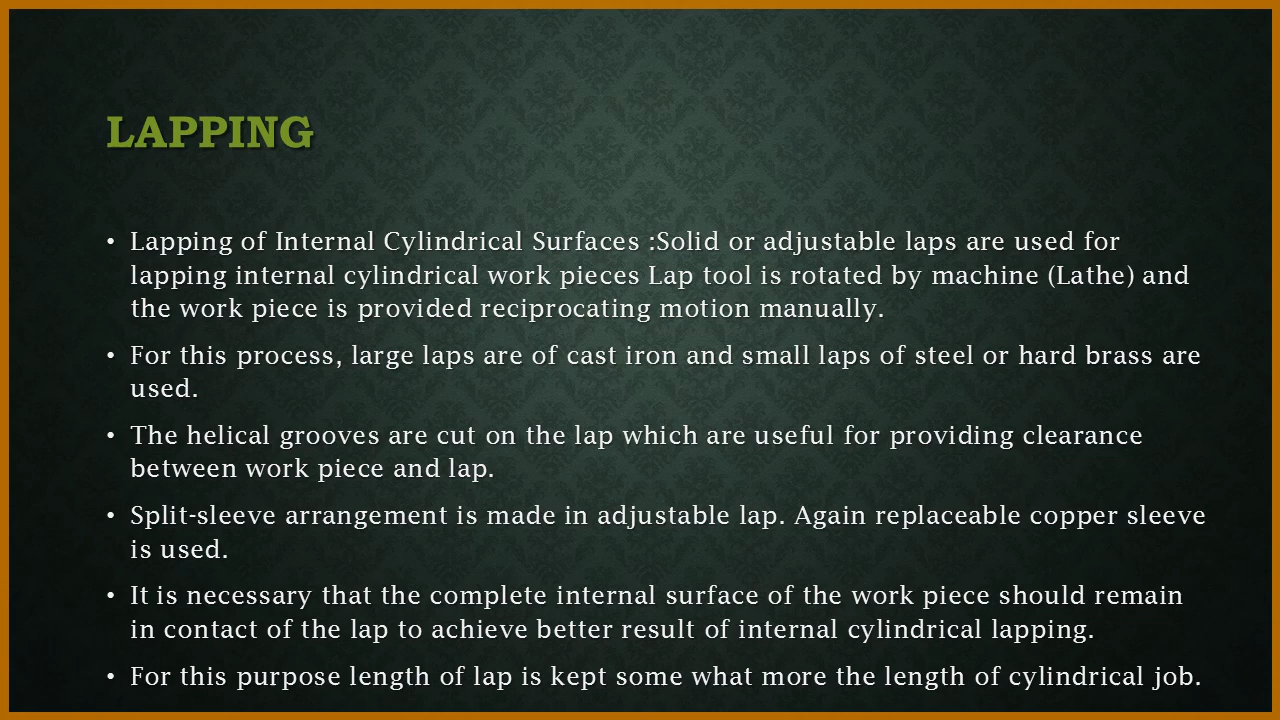 LAPPING
• Lapping of Internal Cylindrical Surfaces :Solid or adjustable laps are used for
lapping internal cylindrical work pieces Lap tool is rotated by machine (Lathe) and
the work piece is provided reciprocating motion manually.
• For this process, large laps are of cast iron and small laps of steel or hard brass are
used.
• The helical grooves are cut on the lap which are useful for providing clearance
between work piece and lap.
• Split-sleeve arrangement is made in adjustable lap. Again replaceable copper sleeve
is used.
• It is necessary that the complete internal surface of the work piece should remain
in contact of the lap to achieve better result of internal cylindrical lapping.
• For this purpose length of lap is kept some what more the length of cylindrical job.